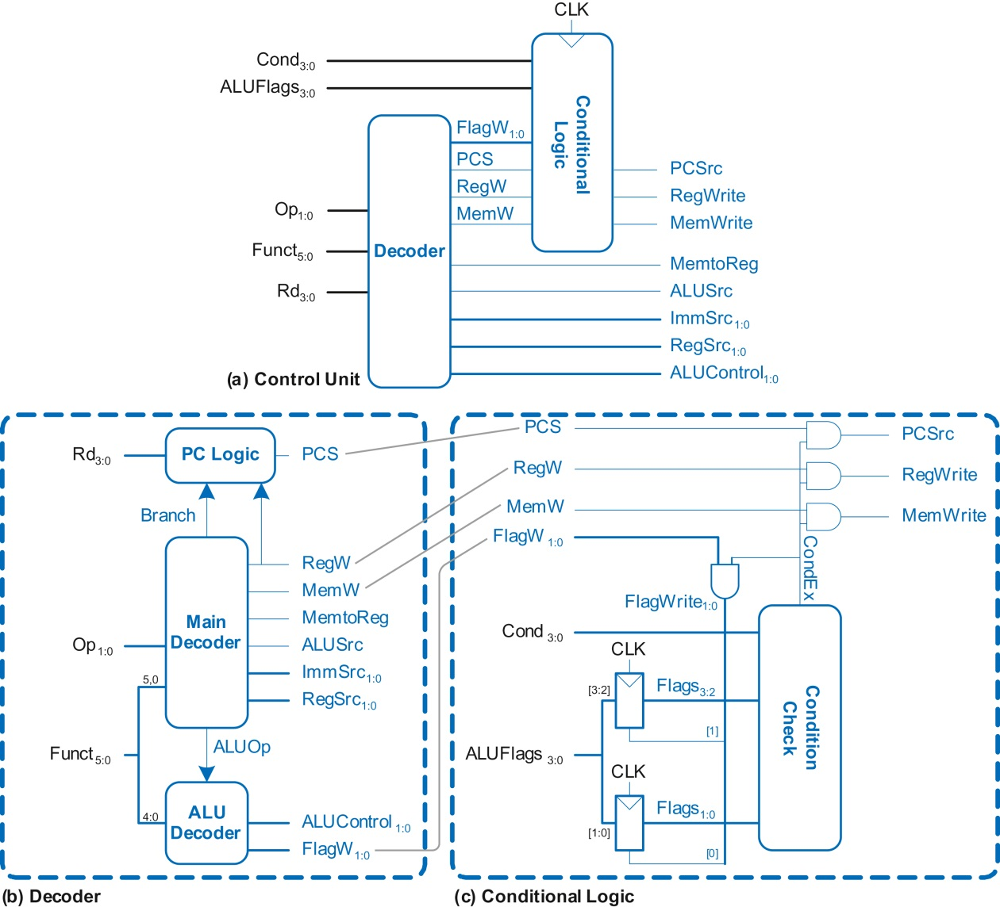 CLK
Cond3:0
ALUFlags3:0
Conditional
Logic
FlagW1:0
PCS
RegW
MemW
PCSrc
RegWrite
MemWrite
Op1:0
Funct5:0
Rd3:0
Decoder
MemtoReg
ALUSrc
ImmSrc1:0
RegSrc1:0
ALUControl1:0
(a) Control Unit
Rd3:0
PC Logic
PCS
Branch
RegW
MemW
MemtoReg
ALUSrc
ImmSrc1:0
RegSrc1:0
Main
Decoder
Op1:0
5,0
Funct5:0
ALUOp
4:0
ALU
Decoder
ALUControl1:0
FlagW1:0
(b) Decoder
PCS
RegW
MemW
FlagW1:0
PCSrc
RegWrite
MemWrite
CondEx
FlagWrite1:0
Cond3:0
CLK
[3:2]
Flags3:2
[1]
ALUFlags3:0
CLK
[1:0]
Flags1:0
[0]
Condition
Check
(c) Conditional Logic